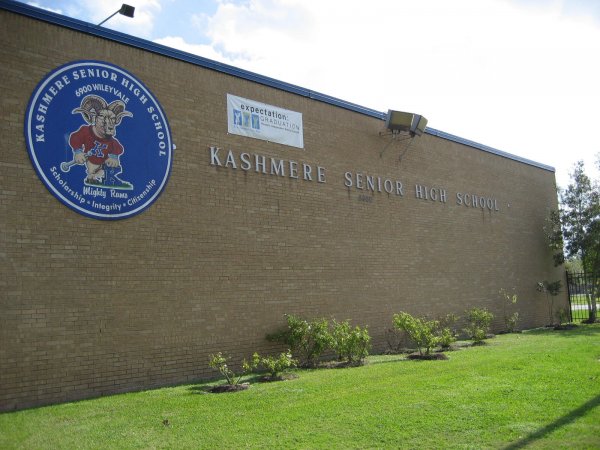 KASHMERE SENIOR HIGH SCHOOL
6900 WILEYVALE
Mighty Rams
Scholarship • Integrity • Citizenship
expectation:
GRADUATION
KASHMERE SENIOR HIGH SCHOOL